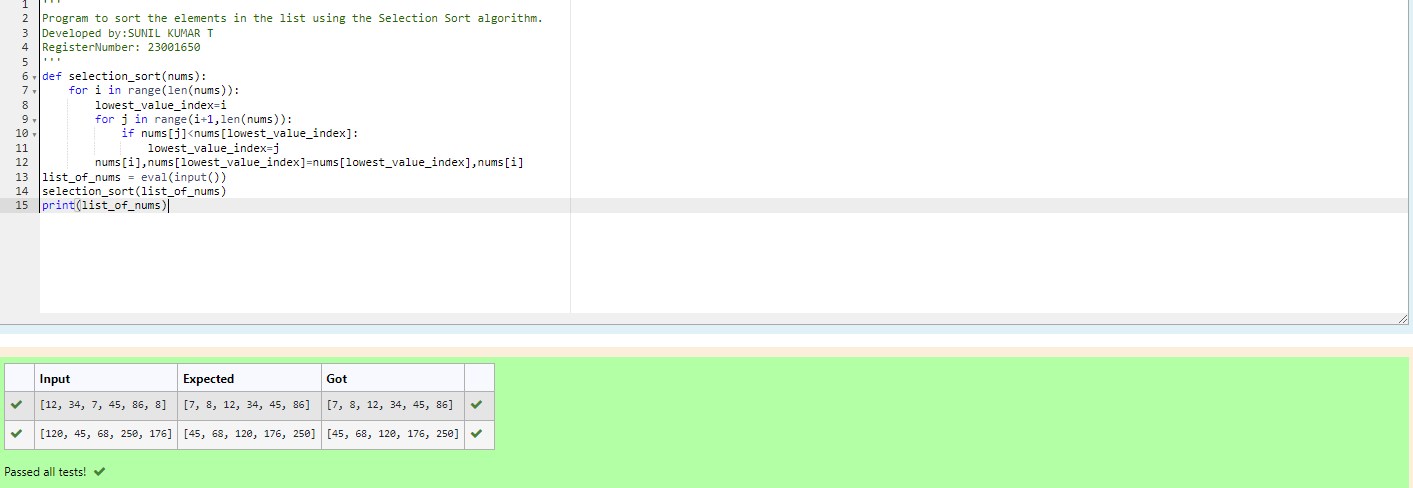 1 '''
2 Program to sort the elements in the list using the Selection Sort algorithm.
3 Developed by:SUNIL KUMAR T
4 RegisterNumber: 23001650
5 '''
6 def selection_sort(nums):
7     for i in range(len(nums)):
8         lowest_value_index=i
9         for j in range(i+1,len(nums)):
10             if nums[j]<nums[lowest_value_index]:
11                 lowest_value_index=j
12         nums[i],nums[lowest_value_index]=nums[lowest_value_index],nums[i]
13 list_of_nums = eval(input())
14 selection_sort(list_of_nums)
15 print(list_of_nums)
Input Expected Got
[12, 34, 7, 45, 86, 8] [7, 8, 12, 34, 45, 86] [7, 8, 12, 34, 45, 86]
[120, 45, 68, 250, 176] [45, 68, 120, 176, 250] [45, 68, 120, 176, 250]
Passed all tests!